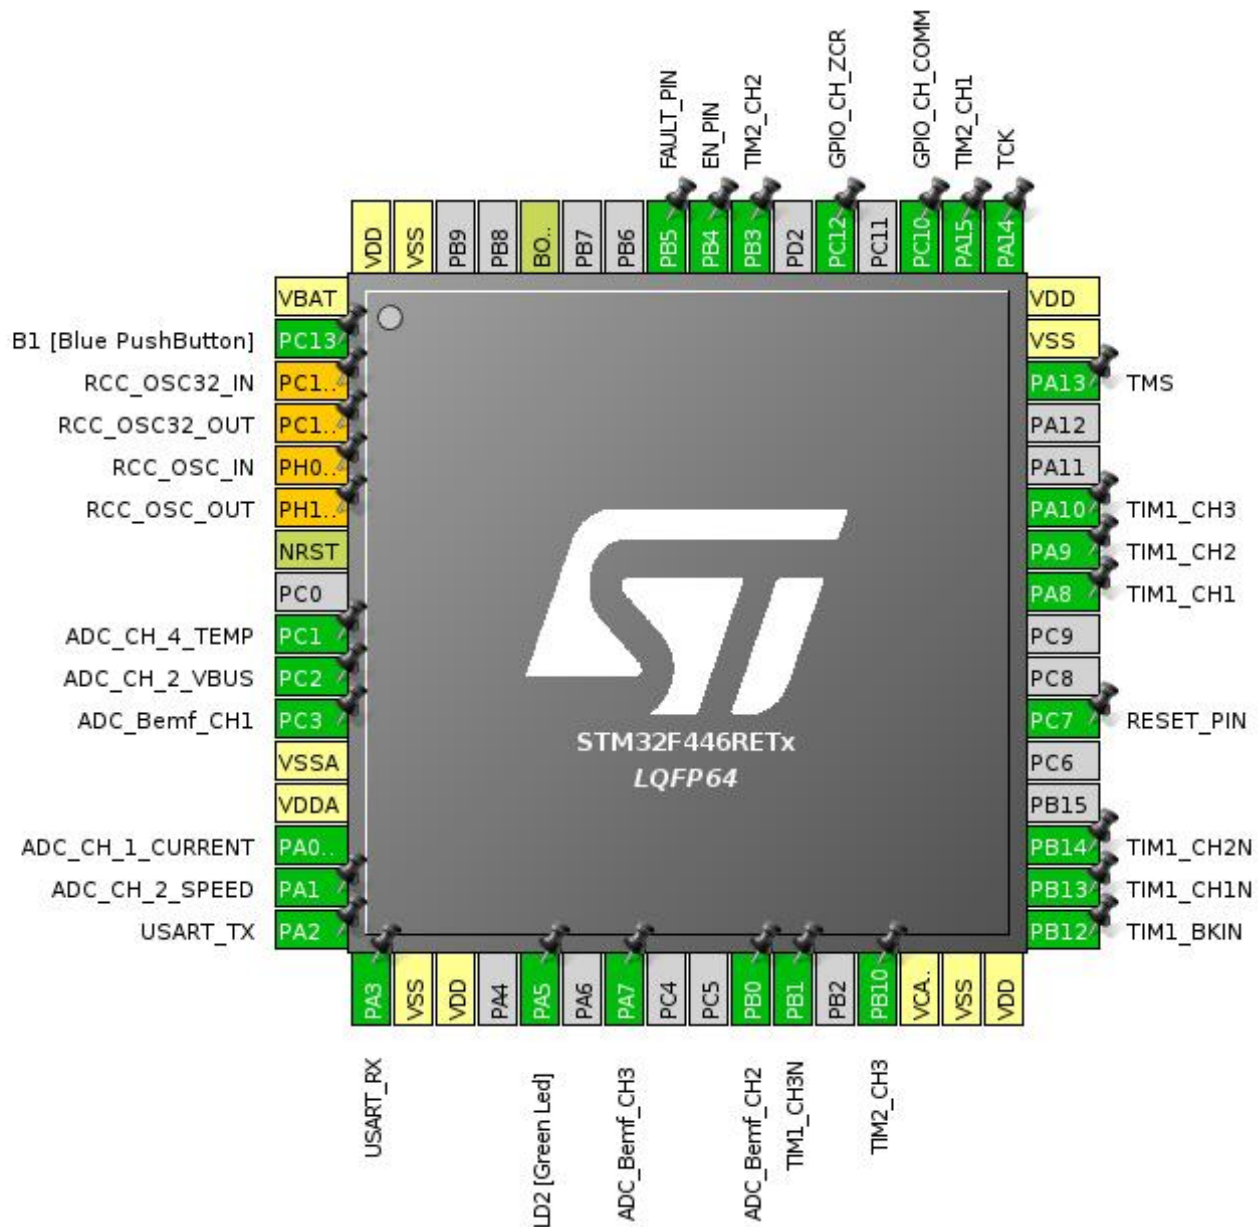 FAULT_PIN
EN_PIN
TIM2_CH2
GPIO_CH_ZCR
GPIO_CH_COMM
TIM2_CH1
TCK
VDD
VSS
PB9
PB8
BO..
PB7
PB6
PB5
PB4
PB3
PD2
PC12
PC11
PC10
PA15
PA14
VBAT
B1 [Blue PushButton] PC13
RCC_OSC32_IN PC1..
RCC_OSC32_OUT PC1..
RCC_OSC_IN PH0..
RCC_OSC_OUT PH1..
NRST
PC0
ADC_CH_4_TEMP PC1
ADC_CH_2_VBUS PC2
ADC_Bemf_CH1 PC3
VSSA
VDDA
ADC_CH_1_CURRENT PA0..
ADC_CH_2_SPEED PA1
USART_TX PA2
ST
STM32F446RETx
LQFP64
VDD
VSS
PA13 TMS
PA12
PA11
PA10 TIM1_CH3
PA9 TIM1_CH2
PA8 TIM1_CH1
PC9
PC8
PC7 RESET_PIN
PC6
PB15
PB14 TIM1_CH2N
PB13 TIM1_CH1N
PB12 TIM1_BKIN
PA3
VSS
VDD
PA4
PA5
PA6
PA7
PC4
PC5
PB0
PB1
PB2
PB10
VCA..
VSS
VDD
USART_RX
LD2 [Green Led]
ADC_Bemf_CH3
ADC_Bemf_CH2
TIM1_CH3N
TIM2_CH3